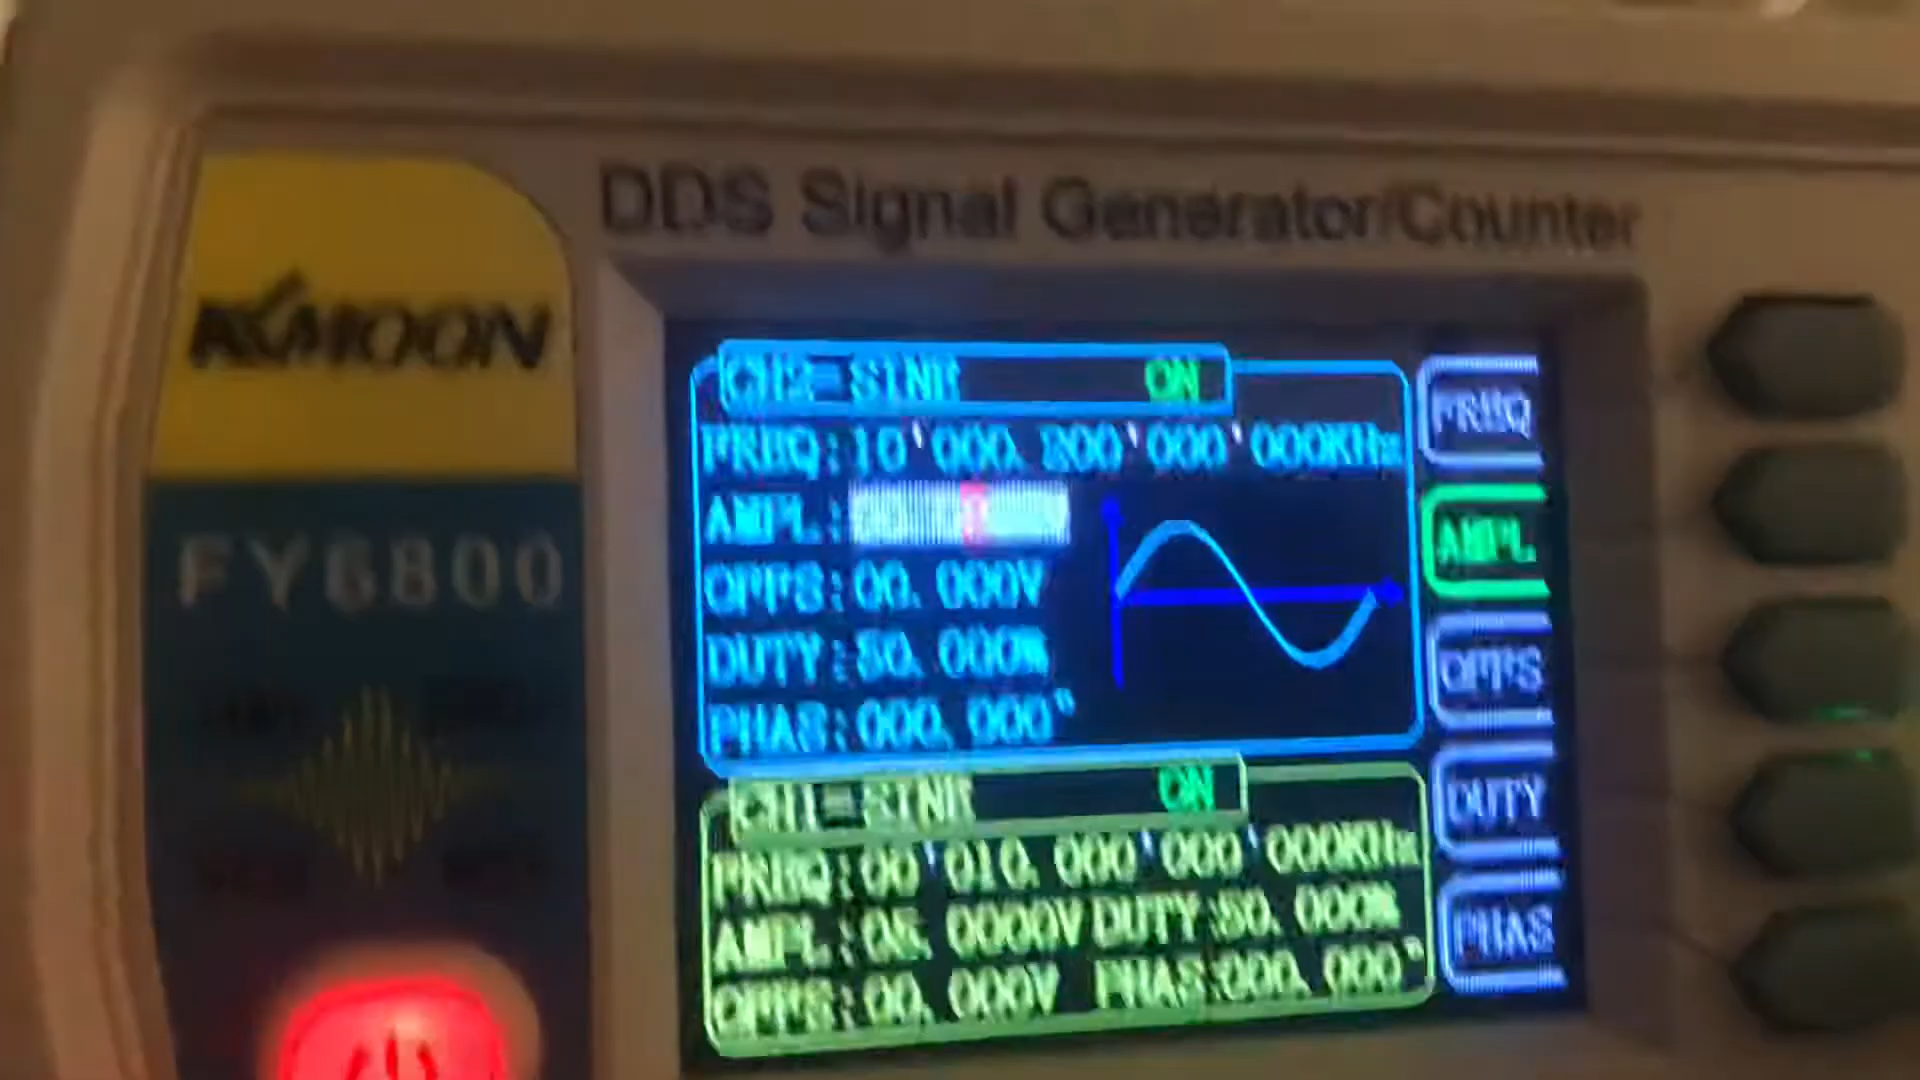 DDS Signal Generator/Counter
KKMOON
FY6800
CH2=SINE ON
FREQ:10'000.200'000'000KHz
AMPL:
OFFS:00.000V
DUTY:50.000%
PHAS:000.000°
CH1=SINE ON
FREQ:00'010.000'000'000KHz
AMPL:05.0000V DUTY:50.000%
OFFS:00.000V PHAS:000.000°
FREQ
AMPL
OFFS
DUTY
PHAS